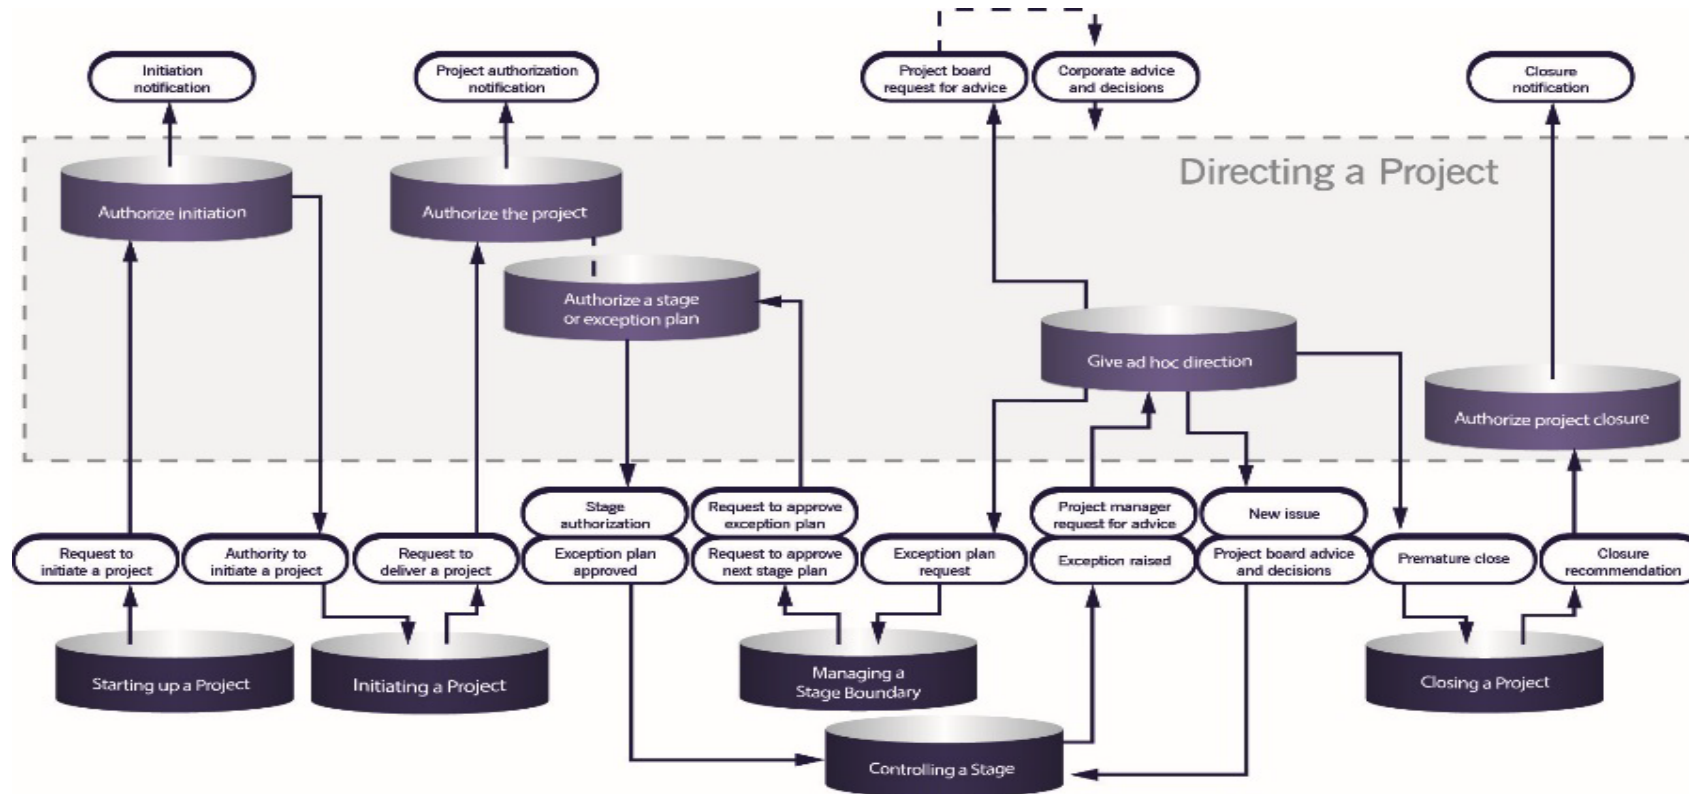 Initiation
notification
Project authorization
notification
Project board
request for advice
Corporate advice
and decisions
Closure
notification
Directing a Project
Authorize initiation
Authorize the project
Authorize a stage
or exception plan
Give ad hoc direction
Authorize project closure
Request to
initiate a project
Authority to
initiate a project
Request to
deliver a project
Stage
authorization
Exception plan
approved
Request to approve
exception plan
Request to approve
next stage plan
Exception plan
request
Project manager
request for advice
Exception raised
New issue
Project board advice
and decisions
Premature close
Closure
recommendation
Starting up a Project
Initiating a Project
Managing a
Stage Boundary
Closing a Project
Controlling a Stage